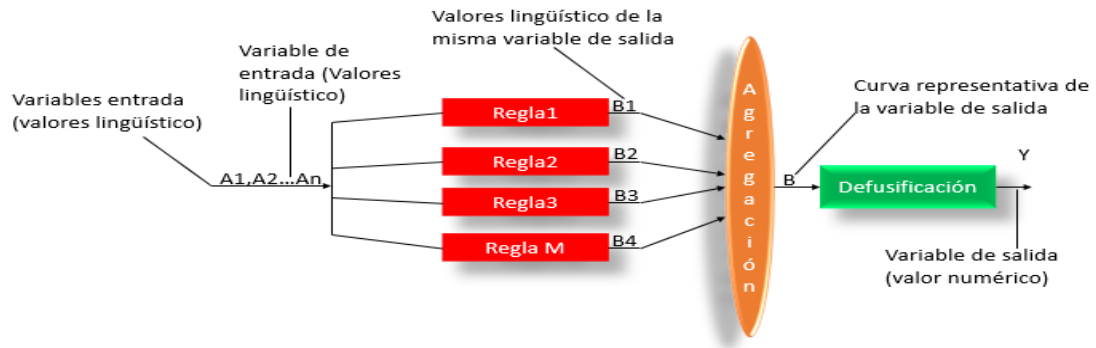 Valores lingüístico de la
misma variable de salida
Variable de
entrada (Valores
lingüístico)
Variables entrada
(valores lingüístico)
A1,A2...An
Regla1
B1
Regla2
B2
Regla3
B3
Regla M
B4
Agregación
Curva representativa de
la variable de salida
B
Defusificación
Y
Variable de salida
(valor numérico)